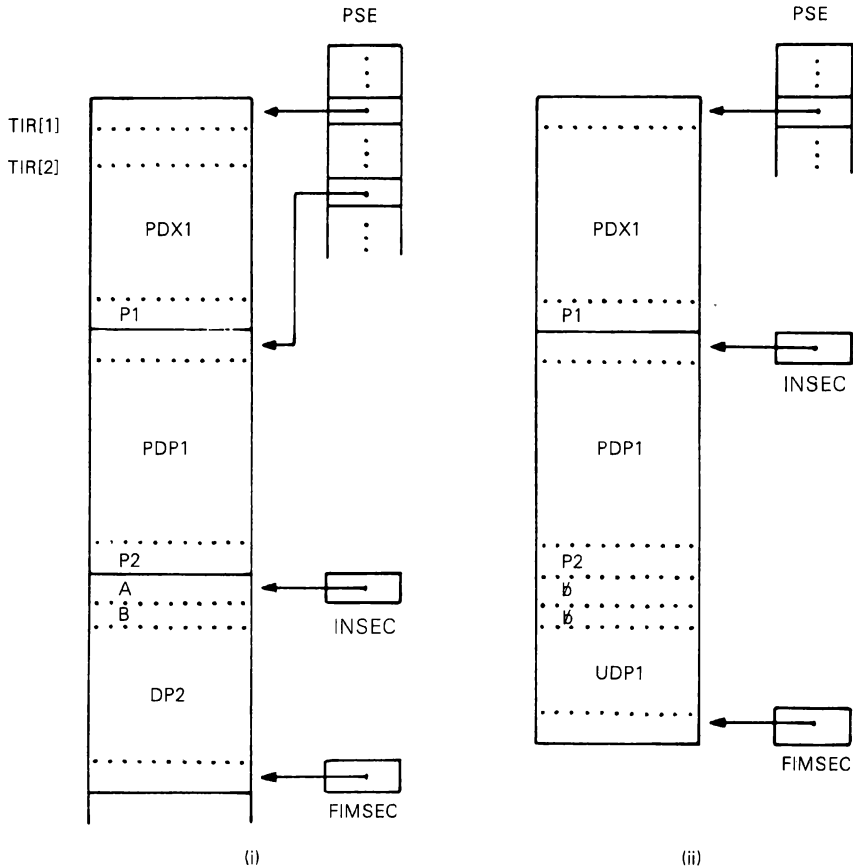 PSE
TIR[1]
TIR[2]
PDX1
P1
PDP1
P2
A
B
DP2
INSEC
FIMSEC
(i)
PSE
PDX1
P1
INSEC
PDP1
P2
ƀ
ƀ
UDP1
FIMSEC
(ii)